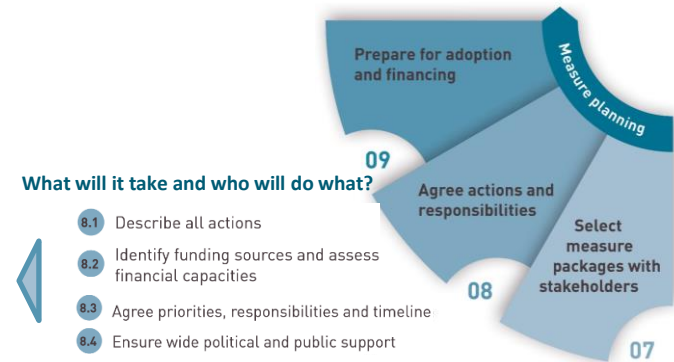 Measure planning
Prepare for adoption
and financing
09
What will it take and who will do what?
Agree actions and
responsibilities
8.1 Describe all actions
Select
measure
packages with
stakeholders
8.2 Identify funding sources and assess
financial capacities
08
8.3 Agree priorities, responsibilities and timeline
8.4 Ensure wide political and public support
07